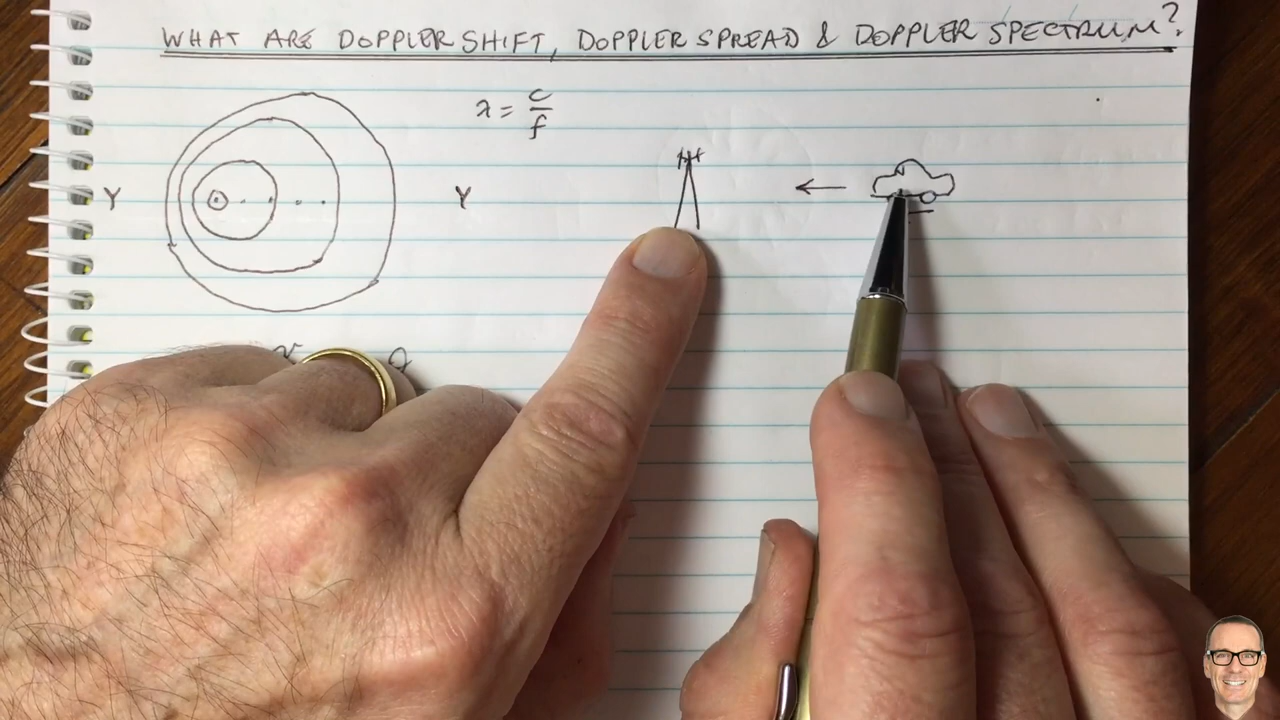 WHAT ARE DOPPLER SHIFT, DOPPLER SPREAD & DOPPLER SPECTRUM?
λ = c/f
Y Y